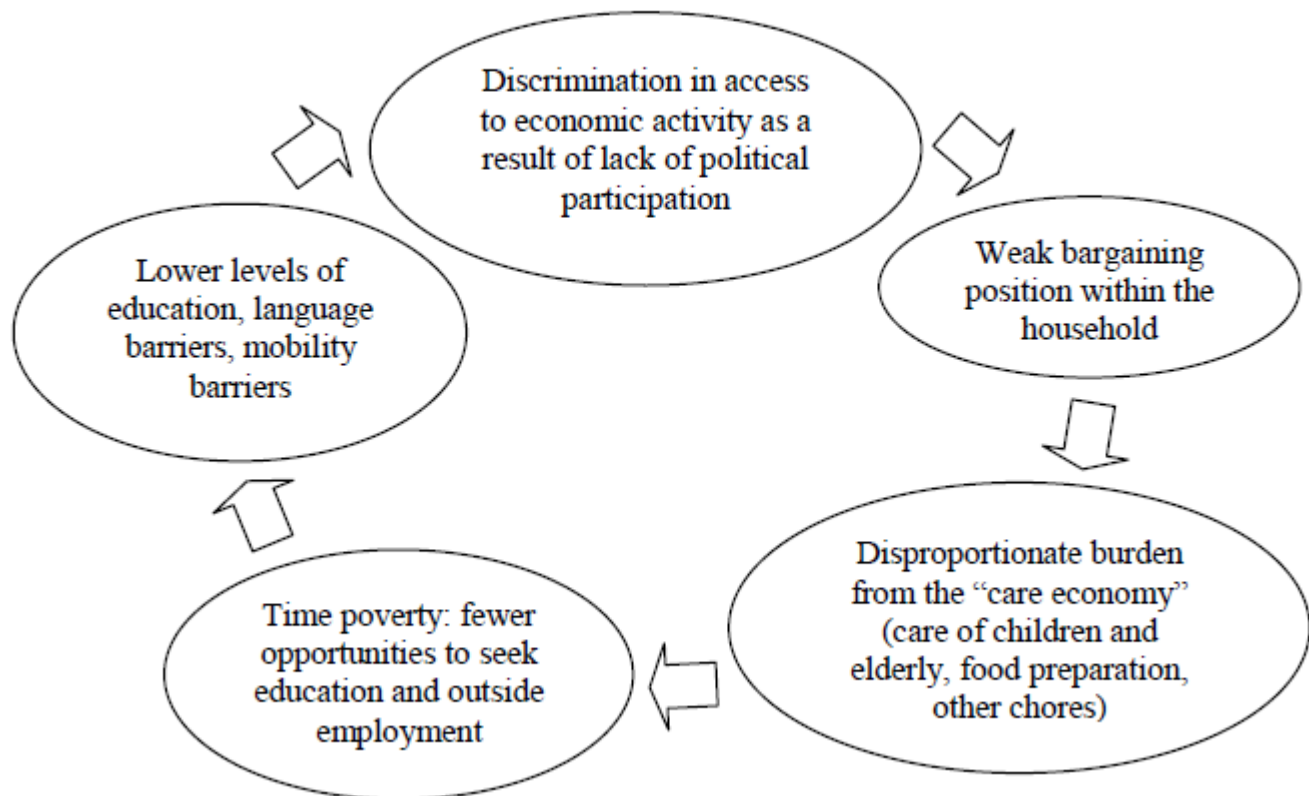 Discrimination in access
to economic activity as a
result of lack of political
participation
Weak bargaining
position within the
household
Disproportionate burden
from the “care economy”
(care of children and
elderly, food preparation,
other chores)
Time poverty: fewer
opportunities to seek
education and outside
employment
Lower levels of
education, language
barriers, mobility
barriers